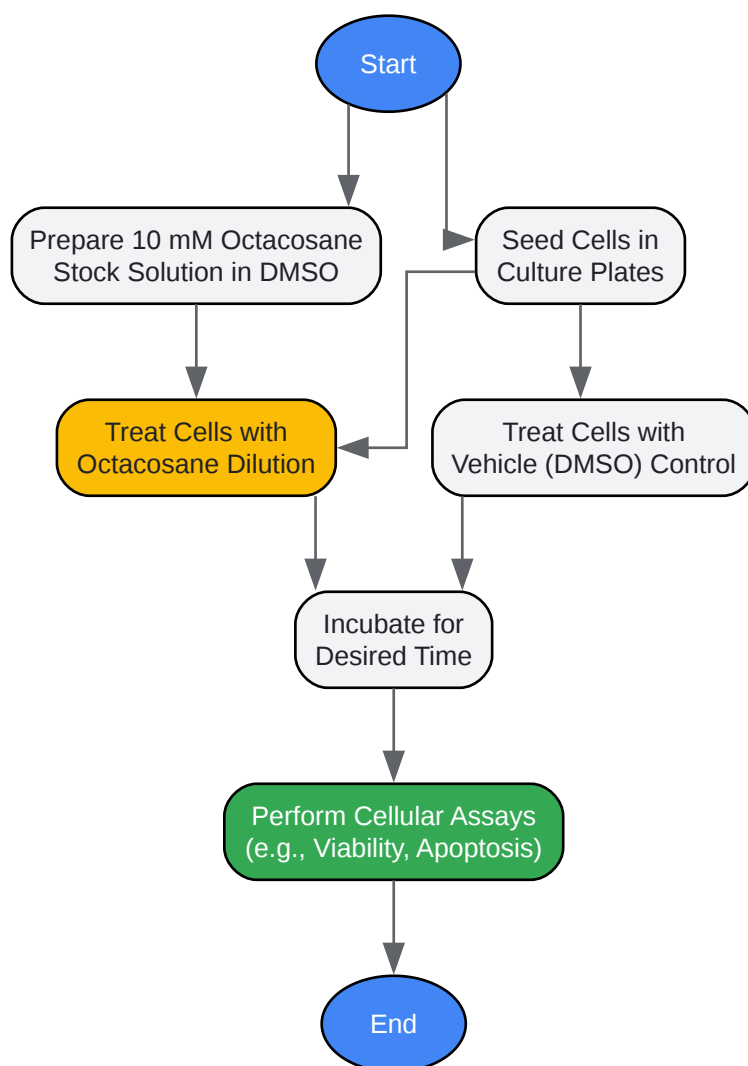 Start
Prepare 10 mM Octacosane
Stock Solution in DMSO
Seed Cells in
Culture Plates
Treat Cells with
Octacosane Dilution
Treat Cells with
Vehicle (DMSO) Control
Incubate for
Desired Time
Perform Cellular Assays
(e.g., Viability, Apoptosis)
End